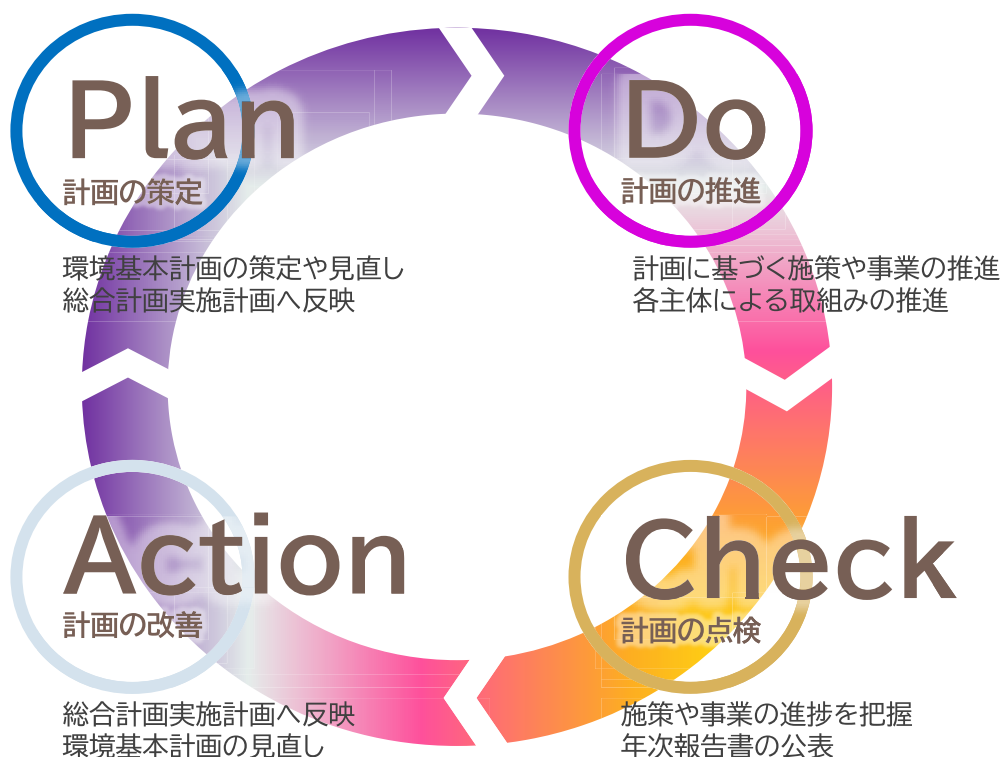 Plan
計画の策定
環境基本計画の策定や見直し
総合計画実施計画へ反映
Do
計画の推進
計画に基づく施策や事業の推進
各主体による取組みの推進
Check
計画の点検
施策や事業の進捗を把握
年次報告書の公表
Action
計画の改善
総合計画実施計画へ反映
環境基本計画の見直し